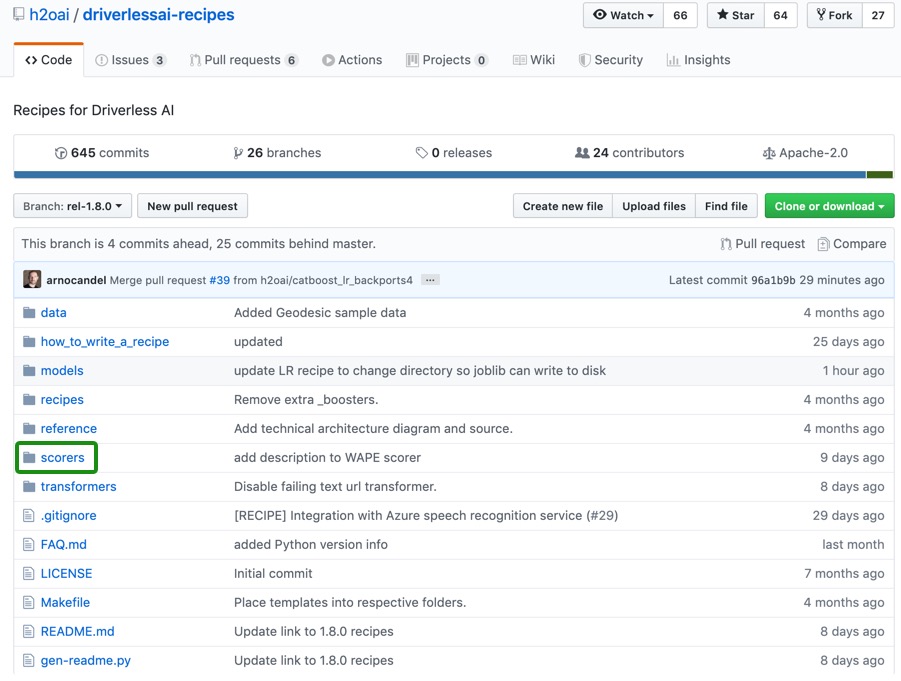 h2oai / driverlessai-recipes Watch 66 Star 64 Fork 27
Code Issues 3 Pull requests 6 Actions Projects 0 Wiki Security Insights
Recipes for Driverless AI
645 commits 26 branches 0 releases 24 contributors Apache-2.0
Branch: rel-1.8.0 New pull request Create new file Upload files Find file Clone or download
This branch is 4 commits ahead, 25 commits behind master. Pull request Compare
arnocandel Merge pull request #39 from h2oai/catboost_lr_backports4 ... Latest commit 96a1b9b 29 minutes ago
data Added Geodesic sample data 4 months ago
how_to_write_a_recipe updated 25 days ago
models update LR recipe to change directory so joblib can write to disk 1 hour ago
recipes Remove extra _boosters. 4 months ago
reference Add technical architecture diagram and source. 4 months ago
scorers add description to WAPE scorer 9 days ago
transformers Disable failing text url transformer. 8 days ago
.gitignore [RECIPE] Integration with Azure speech recognition service (#29) 29 days ago
FAQ.md added Python version info last month
LICENSE Initial commit 7 months ago
Makefile Place templates into respective folders. 4 months ago
README.md Update link to 1.8.0 recipes 8 days ago
gen-readme.py Update link to 1.8.0 recipes 8 days ago